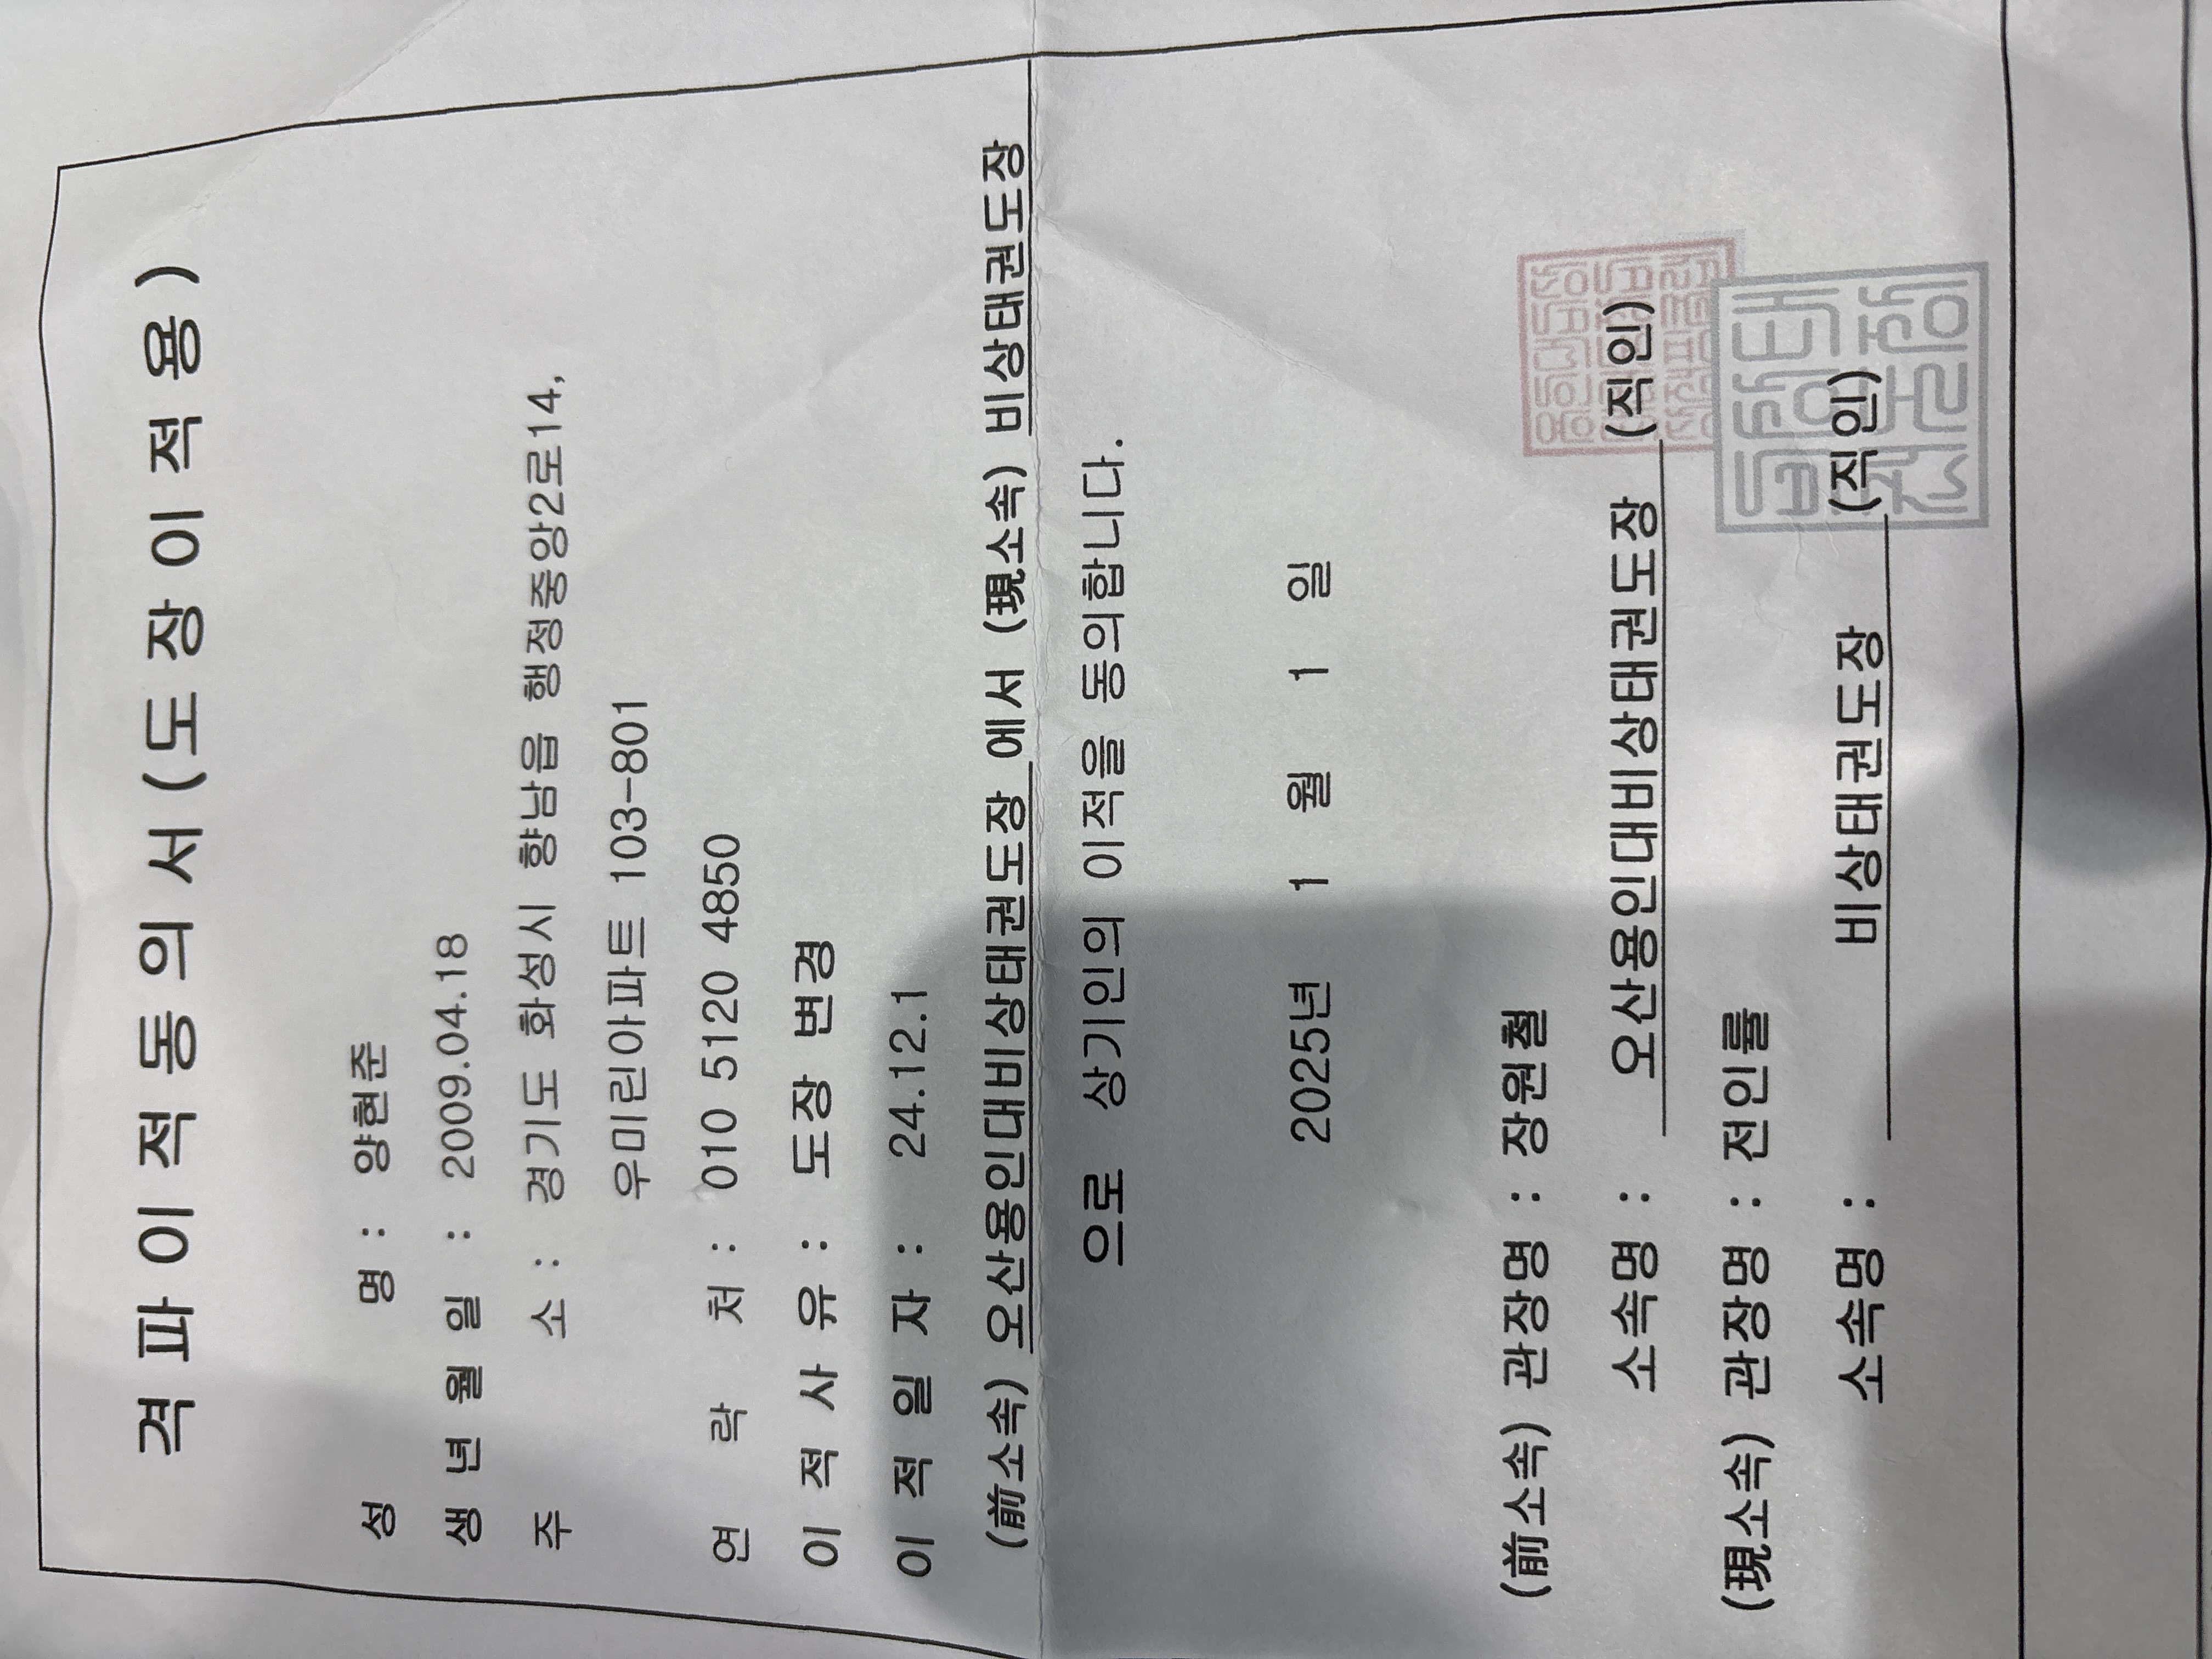 격 파 이 적 동 의 서 ( 도 장 이 적 용 )
성 명 : 양현준
생 년 월 일 : 2009.04.18
주 소 : 경기도 화성시 향남읍 행정중앙2로14,
우미린아파트 103-801
연 락 처 : 010 5120 4850
이 적 사 유 : 도장 변경
이 적 일 자 : 24.12.1
(前소속) 오산용인대비상태권도장 에서 (現소속) 비상태권도장
으로 상기인의 이적을 동의합니다.
2025년 1 월 1 일
(前소속) 관장명 : 장원철
소속명 : 오산용인대비상태권도장 (직인)
(現소속) 관장명 : 전인률
소속명 : 비상태권도장 (직인)